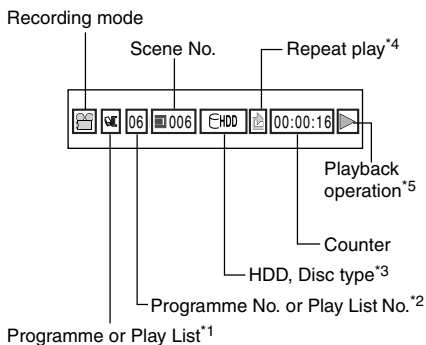 Recording mode
Scene No.
Repeat play*4
06 006 HDD 00:00:16
Playback
operation*5
Counter
HDD, Disc type*3
Programme No. or Play List No.*2
Programme or Play List*1